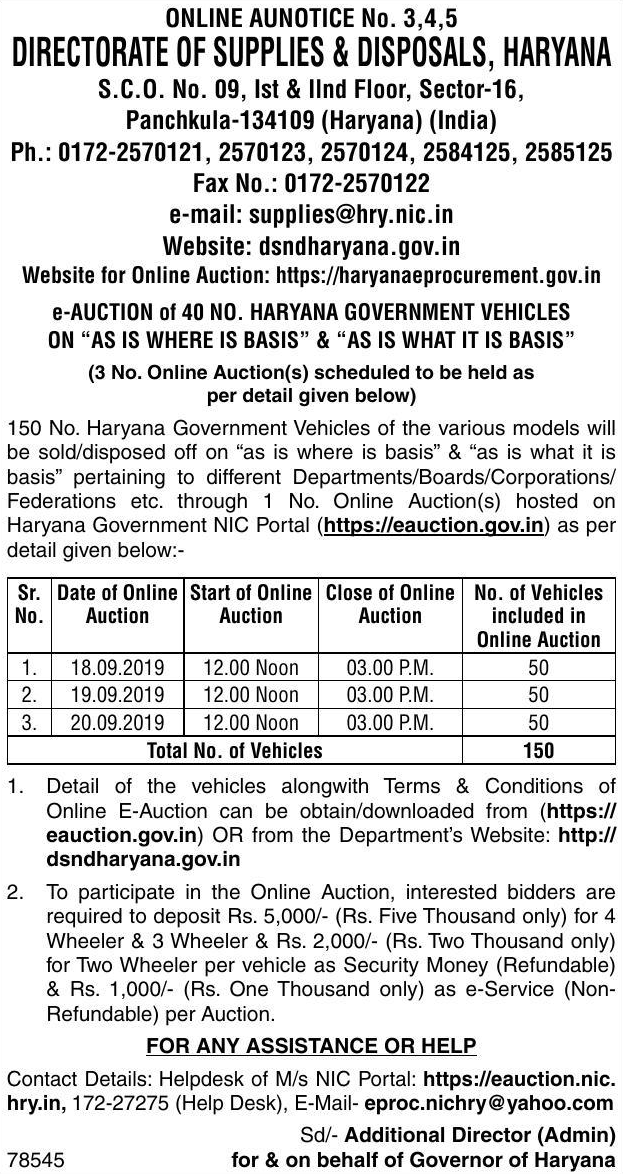 ONLINE AUNOTICE No. 3,4,5
DIRECTORATE OF SUPPLIES & DISPOSALS, HARYANA
S.C.O. No. 09, Ist & IInd Floor, Sector-16,
Panchkula-134109 (Haryana) (India)
Ph.: 0172-2570121, 2570123, 2570124, 2584125, 2585125
Fax No.: 0172-2570122
e-mail: supplies@hry.nic.in
Website: dsndharyana.gov.in
Website for Online Auction: https://haryanaeprocurement.gov.in
e-AUCTION of 40 NO. HARYANA GOVERNMENT VEHICLES
ON “AS IS WHERE IS BASIS” & “AS IS WHAT IT IS BASIS”
(3 No. Online Auction(s) scheduled to be held as
per detail given below)
150 No. Haryana Government Vehicles of the various models will
be sold/disposed off on “as is where is basis” & “as is what it is
basis” pertaining to different Departments/Boards/Corporations/
Federations etc. through 1 No. Online Auction(s) hosted on
Haryana Government NIC Portal (https://eauction.gov.in) as per
detail given below:-
Sr. Date of Online Start of Online Close of Online No. of Vehicles
No. Auction Auction Auction included in
Online Auction
1. 18.09.2019 12.00 Noon 03.00 P.M. 50
2. 19.09.2019 12.00 Noon 03.00 P.M. 50
3. 20.09.2019 12.00 Noon 03.00 P.M. 50
Total No. of Vehicles 150
1. Detail of the vehicles alongwith Terms & Conditions of
Online E-Auction can be obtain/downloaded from (https://
eauction.gov.in) OR from the Department’s Website: http://
dsndharyana.gov.in
2. To participate in the Online Auction, interested bidders are
required to deposit Rs. 5,000/- (Rs. Five Thousand only) for 4
Wheeler & 3 Wheeler & Rs. 2,000/- (Rs. Two Thousand only)
for Two Wheeler per vehicle as Security Money (Refundable)
& Rs. 1,000/- (Rs. One Thousand only) as e-Service (Non-
Refundable) per Auction.
FOR ANY ASSISTANCE OR HELP
Contact Details: Helpdesk of M/s NIC Portal: https://eauction.nic.
hry.in, 172-27275 (Help Desk), E-Mail- eproc.nichry@yahoo.com
Sd/- Additional Director (Admin)
78545 for & on behalf of Governor of Haryana